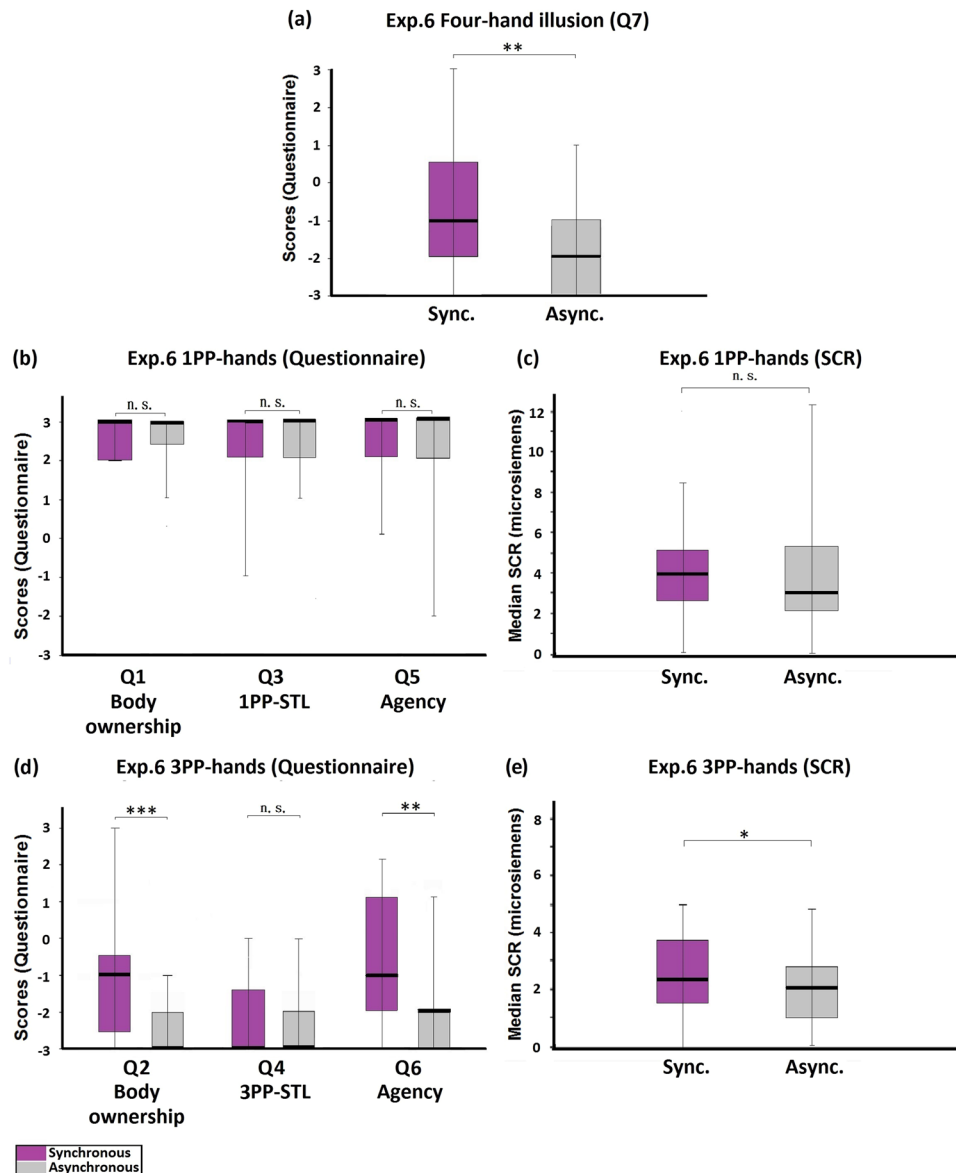 (a) Exp.6 Four-hand illusion (Q7)
**
Scores (Questionnaire)
3
2
1
0
-1
-2
-3
Sync. Async.
(b) Exp.6 1PP-hands (Questionnaire)
n. s. n. s. n. s.
Scores (Questionnaire)
3
2
1
0
-1
-2
-3
Q1 Q3 Q5
Body 1PP-STL Agency
ownership
(c) Exp.6 1PP-hands (SCR)
n. s.
Median SCR (microsiemens)
12
10
8
6
4
2
0
Sync. Async.
(d) Exp.6 3PP-hands (Questionnaire)
*** n. s. **
Scores (Questionnaire)
3
2
1
-0
-1
-2
-3
Q2 Q4 Q6
Body 3PP-STL Agency
ownership
(e) Exp.6 3PP-hands (SCR)
*
Median SCR (microsiemens)
8
6
4
2
0
Sync. Async.
Synchronous
Asynchronous